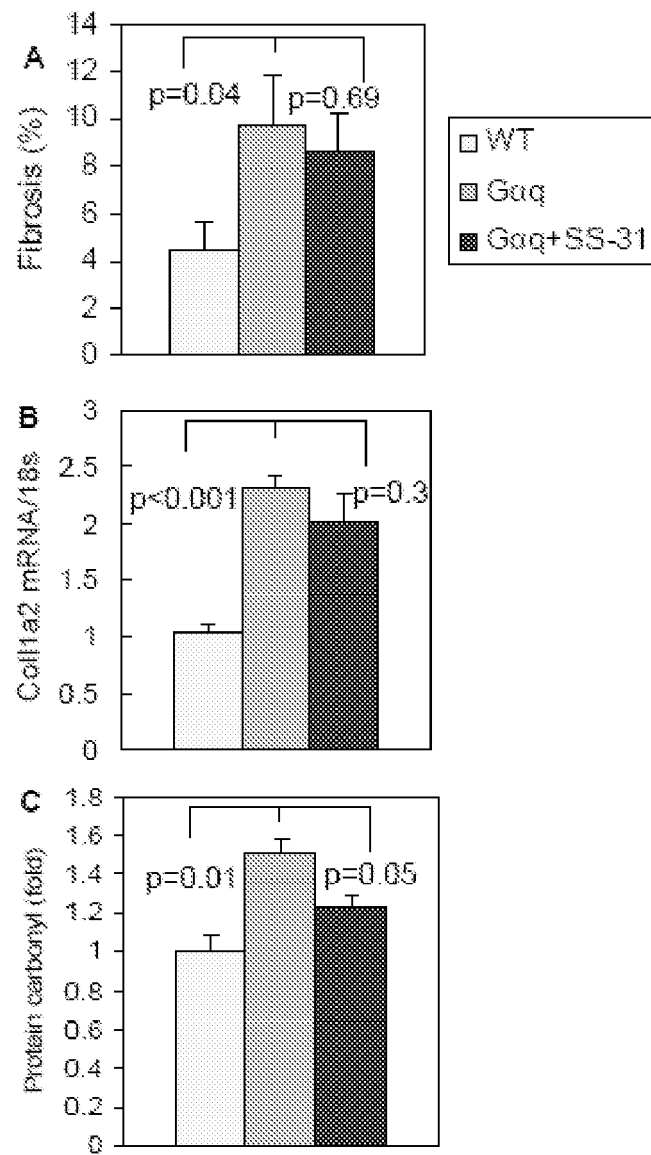 A
Fibrosis (%)
14
12
10
8
6
4
2
0
p=0.04
p=0.69
WT
Gαq
Gαq+SS-31
B
Coll1a2 mRNA/18s
3
2.5
2
1.5
1
0.5
0
p<0.001
p=0.3
C
Protein carbonyl (fold)
1.8
1.6
1.4
1.2
1
0.8
0.6
0.4
0.2
0
p=0.01
p=0.05